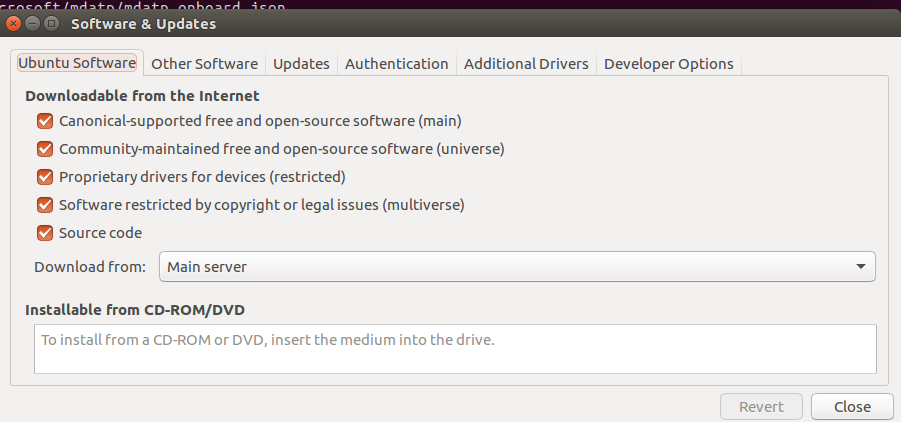 crosoft/mdatp/mdatp_onboard.json
Software & Updates
Ubuntu Software Other Software Updates Authentication Additional Drivers Developer Options
Downloadable from the Internet
Canonical-supported free and open-source software (main)
Community-maintained free and open-source software (universe)
Proprietary drivers for devices (restricted)
Software restricted by copyright or legal issues (multiverse)
Source code
Download from: Main server
Installable from CD-ROM/DVD
To install from a CD-ROM or DVD, insert the medium into the drive.
Revert Close